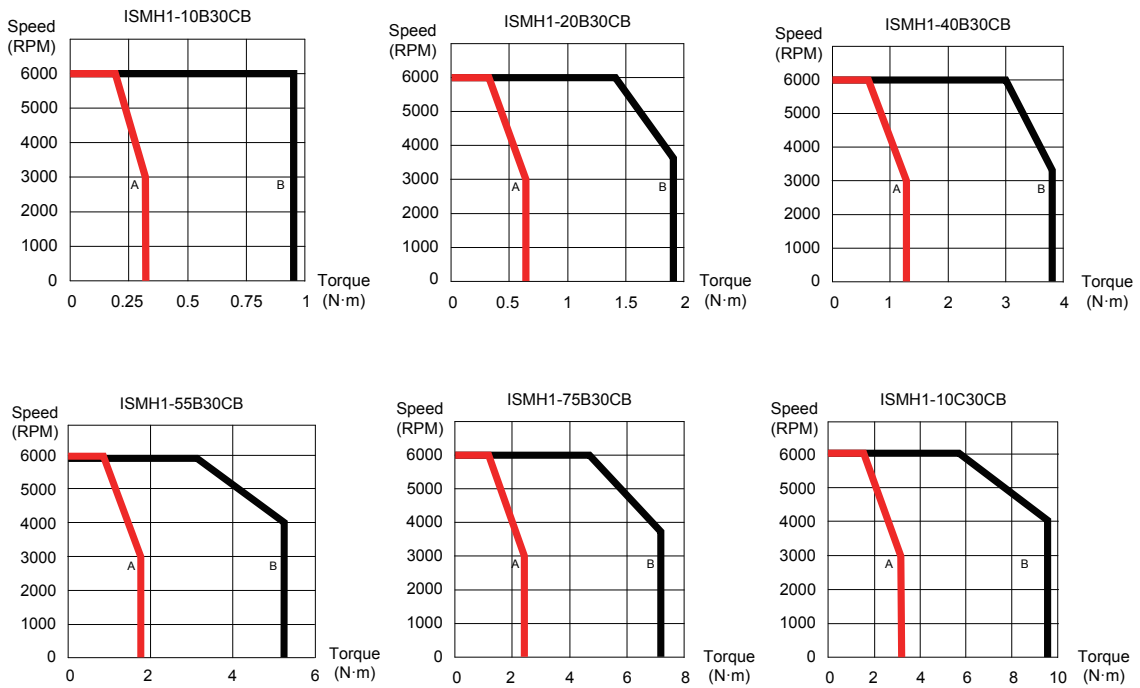 ISMH1-10B30CB
Speed
(RPM)
6000
5000
4000
3000
2000
1000
0
A
B
0 0.25 0.5 0.75 1
Torque
(N·m)
ISMH1-20B30CB
Speed
(RPM)
6000
5000
4000
3000
2000
1000
0
A
B
0 0.5 1 1.5 2
Torque
(N·m)
ISMH1-40B30CB
Speed
(RPM)
6000
5000
4000
3000
2000
1000
0
A
B
0 1 2 3 4
Torque
(N·m)
ISMH1-55B30CB
Speed
(RPM)
6000
5000
4000
3000
2000
1000
0
A
B
0 2 4 6
Torque
(N·m)
ISMH1-75B30CB
Speed
(RPM)
6000
5000
4000
3000
2000
1000
0
A
B
0 2 4 6 8
Torque
(N·m)
ISMH1-10C30CB
Speed
(RPM)
6000
5000
4000
3000
2000
1000
0
A
B
0 2 4 6 8 10
Torque
(N·m)